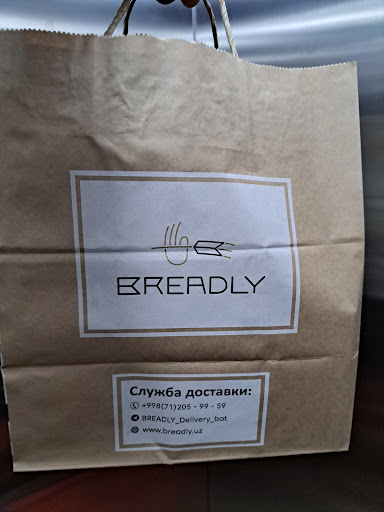 BREADLY
Служба доставки:
+998(71)205 - 99 - 59
BREADLY_Delivery_bot
www.breadly.uz